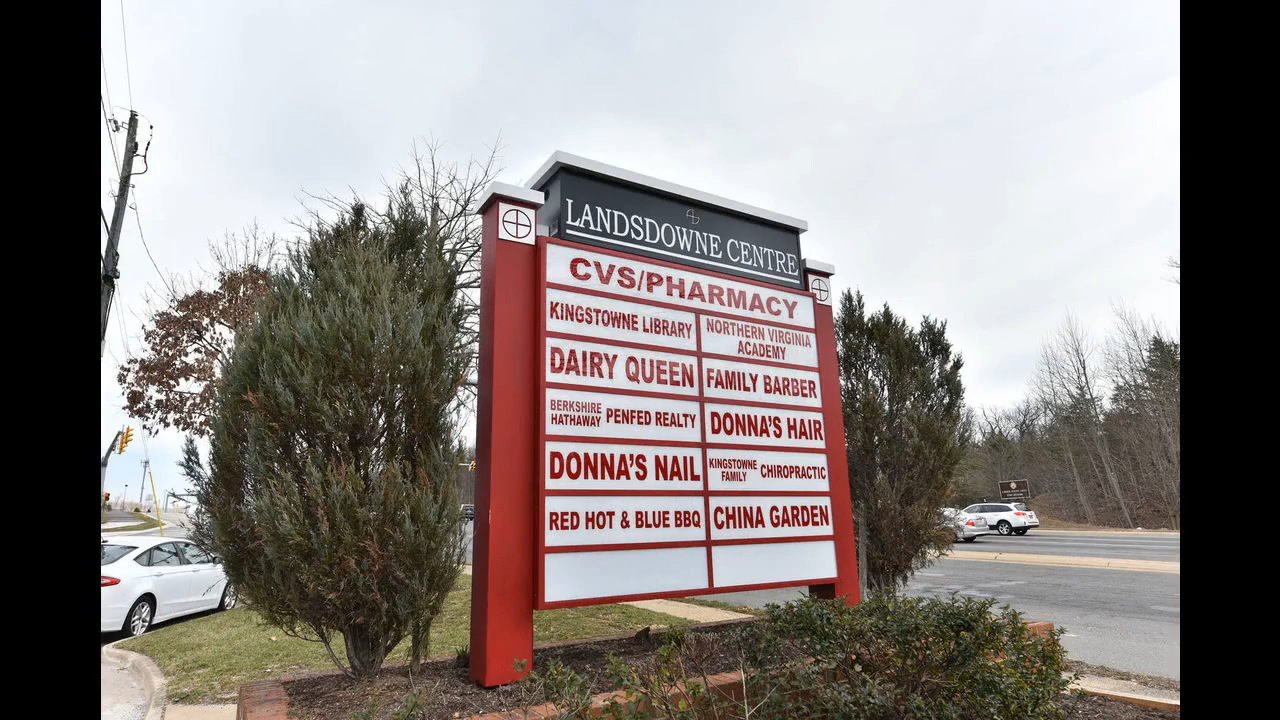 LANDSDOWNE CENTRE
CVS/PHARMACY
KINGSTOWNE LIBRARY
NORTHERN VIRGINIA
ACADEMY
DAIRY QUEEN
FAMILY BARBER
BERKSHIRE
HATHAWAY
PENFED REALTY
DONNA'S HAIR
DONNA'S NAIL
KINGSTOWNE
FAMILY
CHIROPRACTIC
RED HOT & BLUE BBQ
CHINA GARDEN